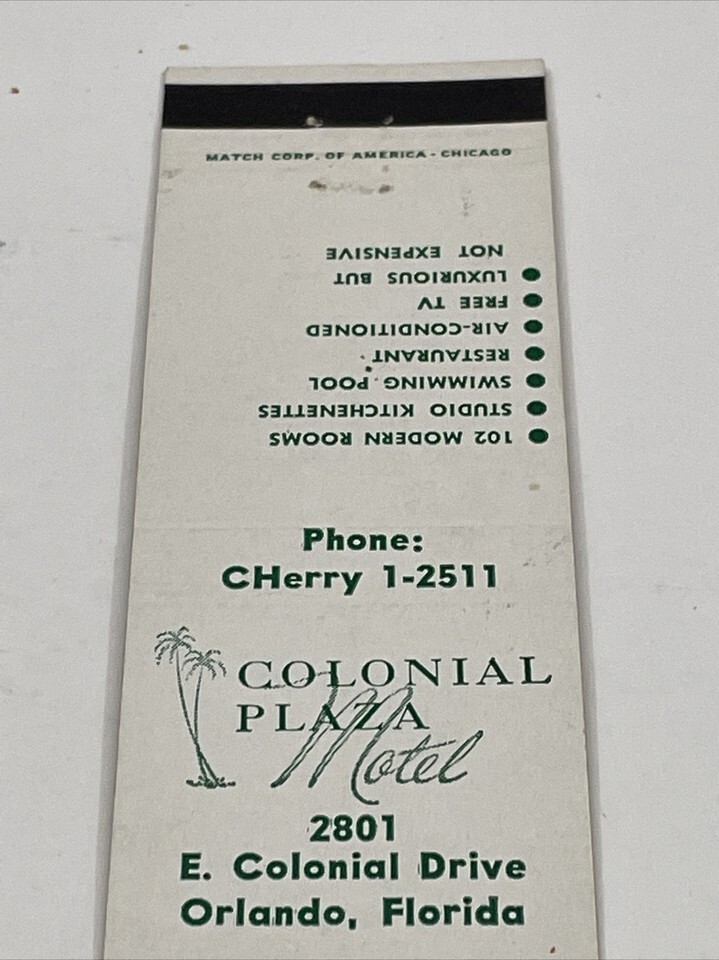 MATCH CORP. OF AMERICA - CHICAGO
102 MODERN ROOMS
STUDIO KITCHENETTES
SWIMMING POOL
RESTAURANT
AIR-CONDITIONED
FREE TV
LUXURIOUS BUT
NOT EXPENSIVE
Phone:
CHerry 1-2511
COLONIAL
PLAZA
Motel
2801
E. Colonial Drive
Orlando, Florida